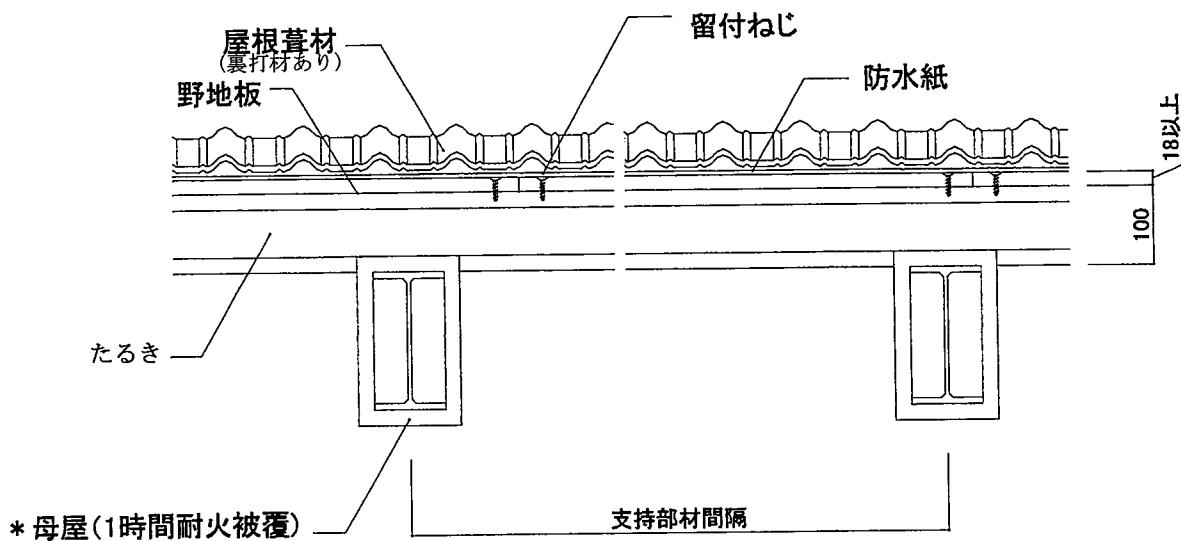 留付ねじ
屋根葺材
(裏打材あり)
防水紙
野地板
18以上
100
たるき
*母屋(1時間耐火被覆)
支持部材間隔